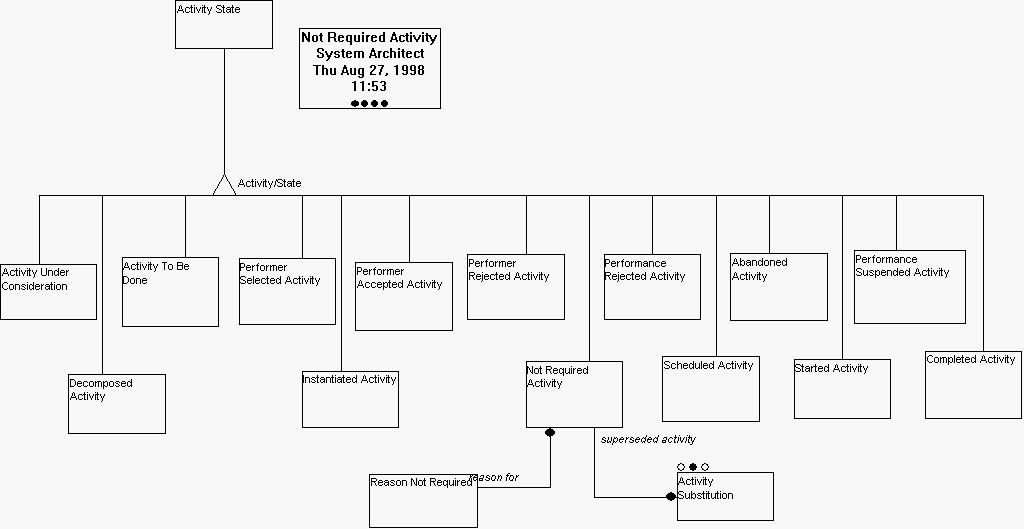 Activity State
Not Required Activity
System Architect
Thu Aug 27, 1998
11:53
Activity/State
Activity Under
Consideration
Activity To Be
Done
Performer
Selected Activity
Performer
Accepted Activity
Performer
Rejected Activity
Performance
Rejected Activity
Abandoned
Activity
Performance
Suspended Activity
Decomposed
Activity
Instantiated Activity
Not Required
Activity
Scheduled Activity
Started Activity
Completed Activity
superseded activity
reason for
Reason Not Required
Activity
Substitution